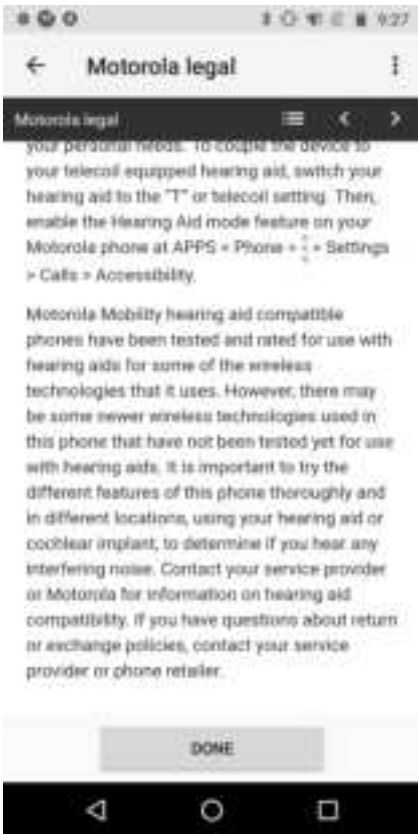 9:27
Motorola legal
Motorola legal
your personal needs. To couple the device to
your telecoil equipped hearing aid, switch your
hearing aid to the "T" or telecoil setting. Then,
enable the Hearing Aid mode feature on your
Motorola phone at APPS > Phone > ⋮ > Settings
> Calls > Accessibility.
Motorola Mobility hearing aid compatible
phones have been tested and rated for use with
hearing aids for some of the wireless
technologies that it uses. However, there may
be some newer wireless technologies used in
this phone that have not been tested yet for use
with hearing aids. It is important to try the
different features of this phone thoroughly and
in different locations, using your hearing aid or
cochlear implant, to determine if you hear any
interfering noise. Contact your service provider
or Motorola for information on hearing aid
compatibility. If you have questions about return
or exchange policies, contact your service
provider or phone retailer.
DONE